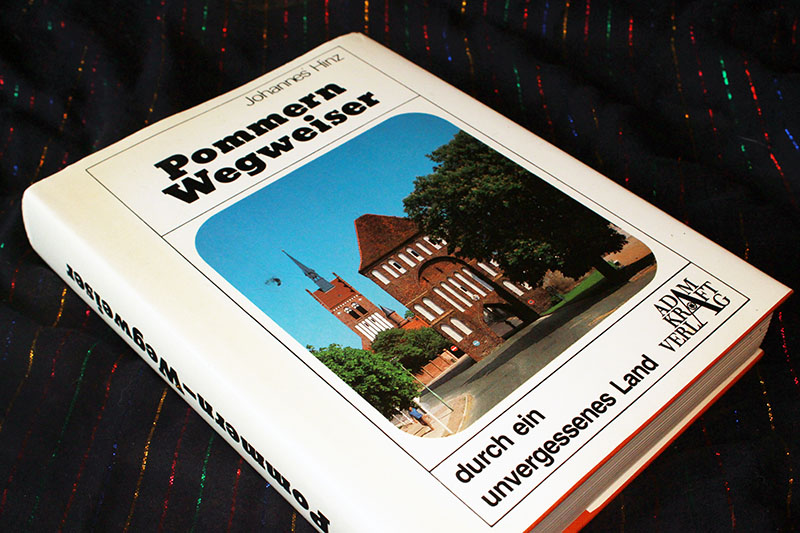 Johannes Hinz
Pommern
Wegweiser
durch ein
unvergessenes Land
ADAM
KRAFT
VERLAG
Pommern-Wegweiser